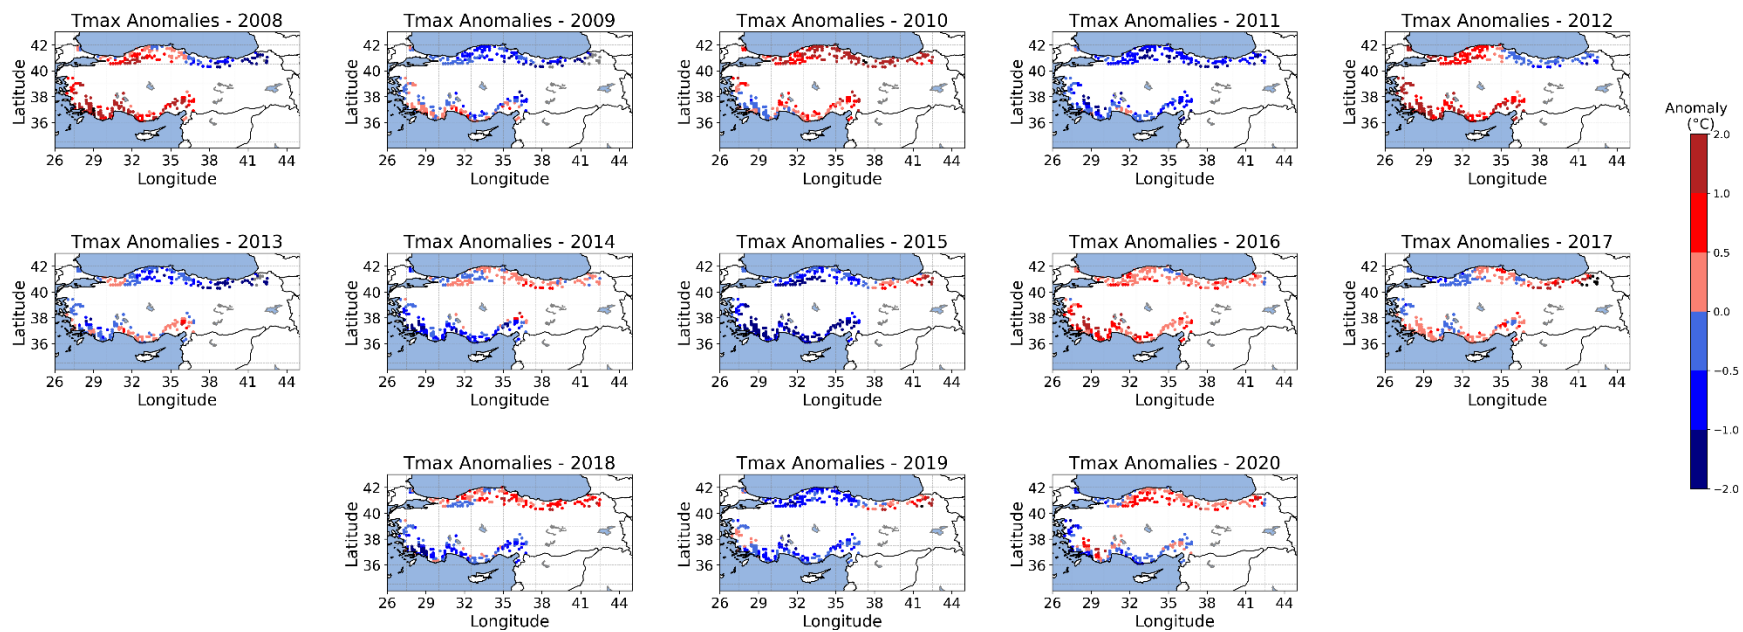 Tmax Anomalies - 2008
Tmax Anomalies - 2009
Tmax Anomalies - 2010
Tmax Anomalies - 2011
Tmax Anomalies - 2012
42
40
38
36
Latitude
26 29 32 35 38 41 44
Longitude
42
40
38
36
Latitude
26 29 32 35 38 41 44
Longitude
42
40
38
36
Latitude
26 29 32 35 38 41 44
Longitude
42
40
38
36
Latitude
26 29 32 35 38 41 44
Longitude
42
40
38
36
Latitude
26 29 32 35 38 41 44
Longitude
Anomaly
(°C)
2.0
1.0
0.5
0.0
−0.5
−1.0
−2.0
Tmax Anomalies - 2013
Tmax Anomalies - 2014
Tmax Anomalies - 2015
Tmax Anomalies - 2016
Tmax Anomalies - 2017
42
40
38
36
Latitude
26 29 32 35 38 41 44
Longitude
42
40
38
36
Latitude
26 29 32 35 38 41 44
Longitude
42
40
38
36
Latitude
26 29 32 35 38 41 44
Longitude
42
40
38
36
Latitude
26 29 32 35 38 41 44
Longitude
42
40
38
36
Latitude
26 29 32 35 38 41 44
Longitude
Tmax Anomalies - 2018
Tmax Anomalies - 2019
Tmax Anomalies - 2020
42
40
38
36
Latitude
26 29 32 35 38 41 44
Longitude
42
40
38
36
Latitude
26 29 32 35 38 41 44
Longitude
42
40
38
36
Latitude
26 29 32 35 38 41 44
Longitude